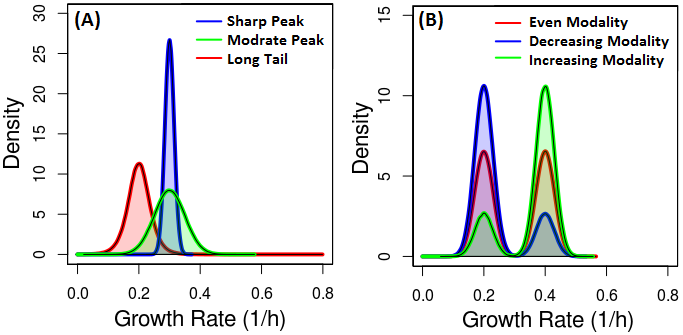 (A)
Sharp Peak
Modrate Peak
Long Tail
Density
30
25
20
15
10
5
0
0.0 0.2 0.4 0.6 0.8
Growth Rate (1/h)
(B)
Even Modality
Decreasing Modality
Increasing Modality
Density
15
10
5
0
0.0 0.2 0.4 0.6 0.8
Growth Rate (1/h)